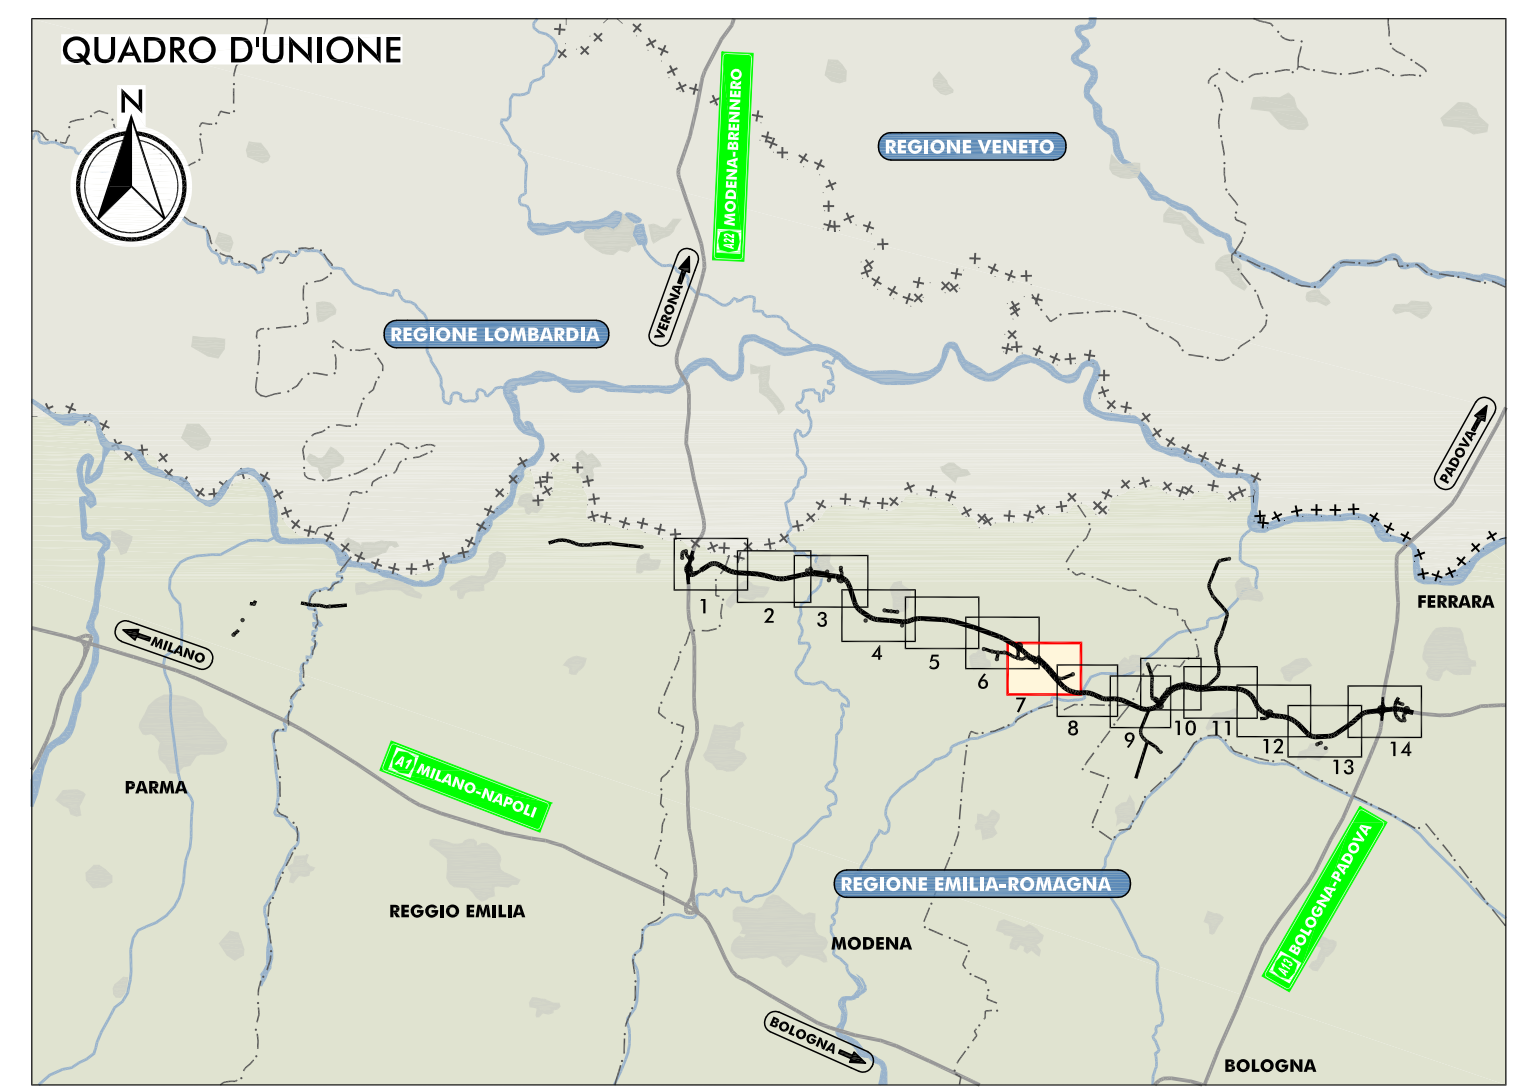 QUADRO D'UNIONE
N
A22 MODENA-BRENNERO
REGIONE VENETO
VERONA
REGIONE LOMBARDIA
PADOVA
FERRARA
MILANO
1
2
3
4
5
6
7
8
9
10
11
12
13
14
PARMA
A1 MILANO-NAPOLI
REGIONE EMILIA-ROMAGNA
A13 BOLOGNA-PADOVA
REGGIO EMILIA
MODENA
BOLOGNA
BOLOGNA